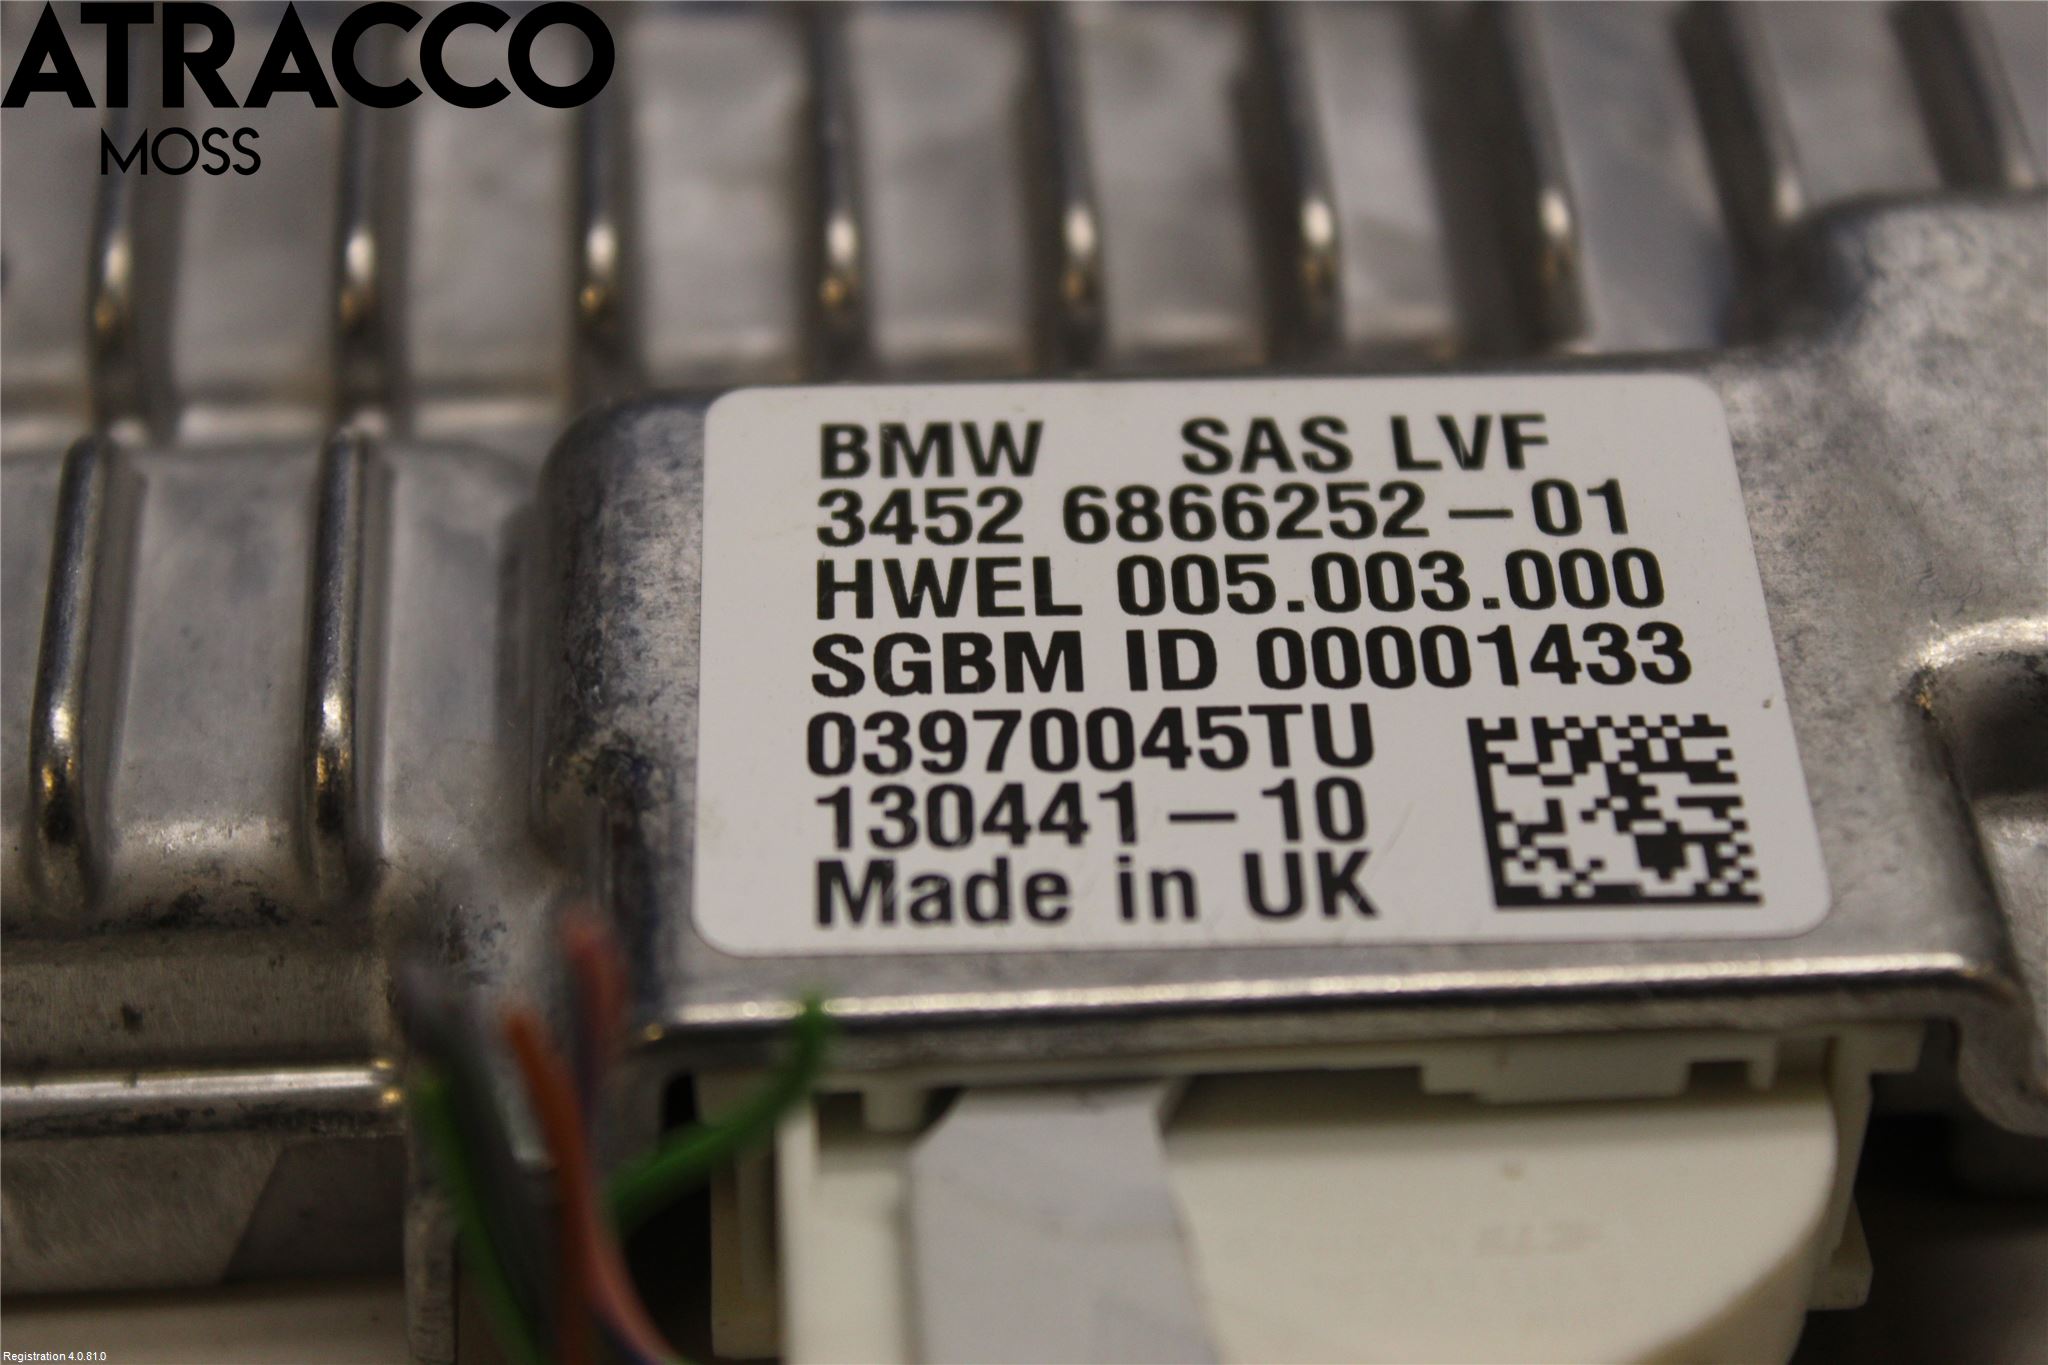 ATRACCO
MOSS
BMW SAS LVF
3452 6866252-01
HWEL 005.003.000
SGBM ID 00001433
03970045TU
130441-10
Made in UK
Registration 4.0.81.0